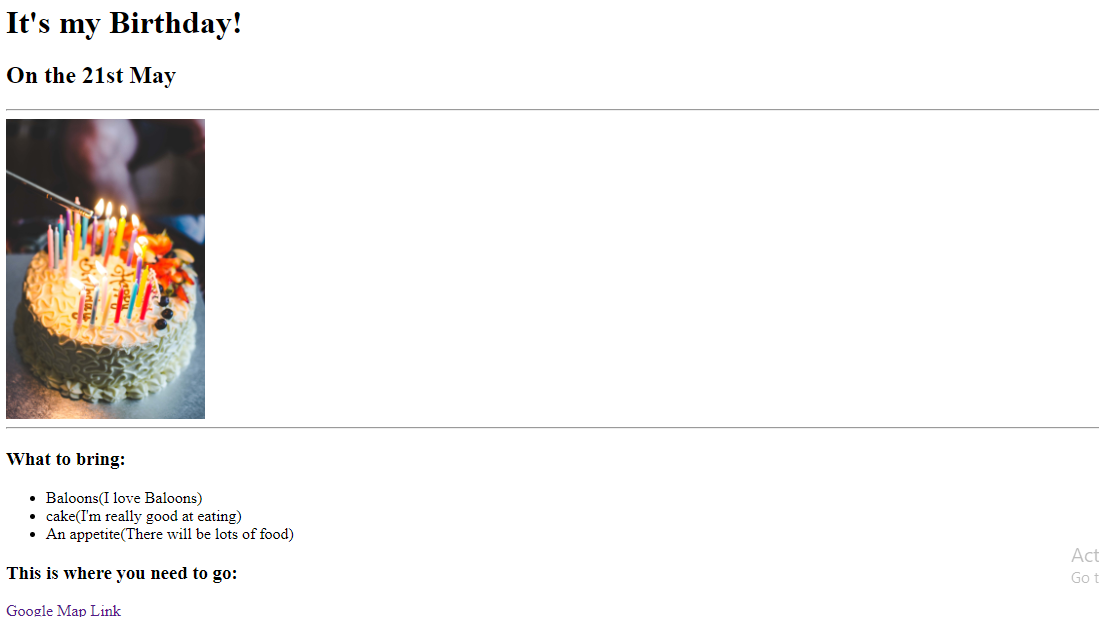 It's my Birthday!
On the 21st May
What to bring:
Baloons(I love Baloons)
cake(I'm really good at eating)
An appetite(There will be lots of food)
This is where you need to go:
Google Map Link
Act
Go t